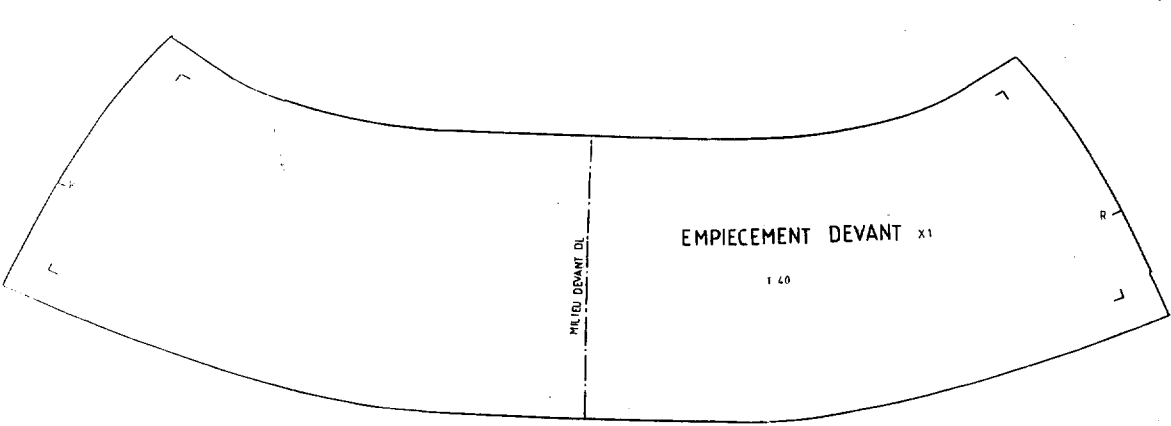 EMPIECEMENT DEVANT X1
T 40
MILIEU DEVANT DL
R